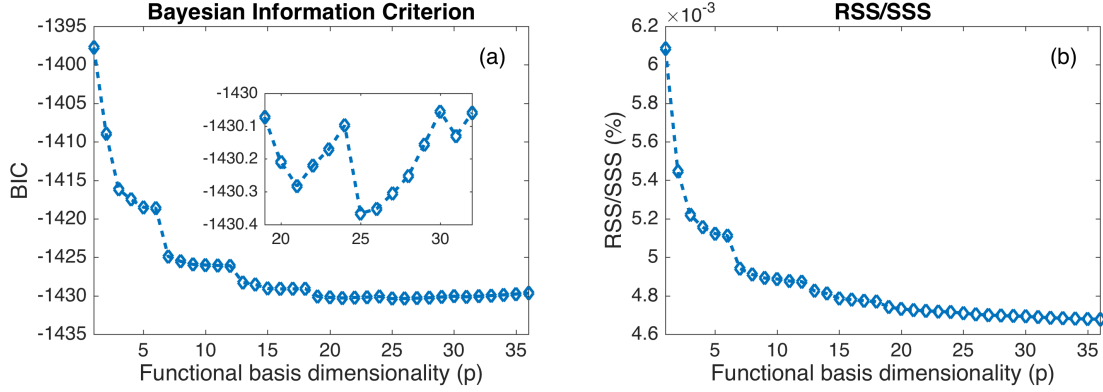 Bayesian Information Criterion
(a)
BIC
-1395
-1400
-1405
-1410
-1415
-1420
-1425
-1430
-1435
5 10 15 20 25 30 35
Functional basis dimensionality (p)
-1430
-1430.1
-1430.2
-1430.3
-1430.4
20 25 30
RSS/SSS
×10⁻³
(b)
RSS/SSS (%)
6.2
6
5.8
5.6
5.4
5.2
5
4.8
4.6
5 10 15 20 25 30 35
Functional basis dimensionality (p)